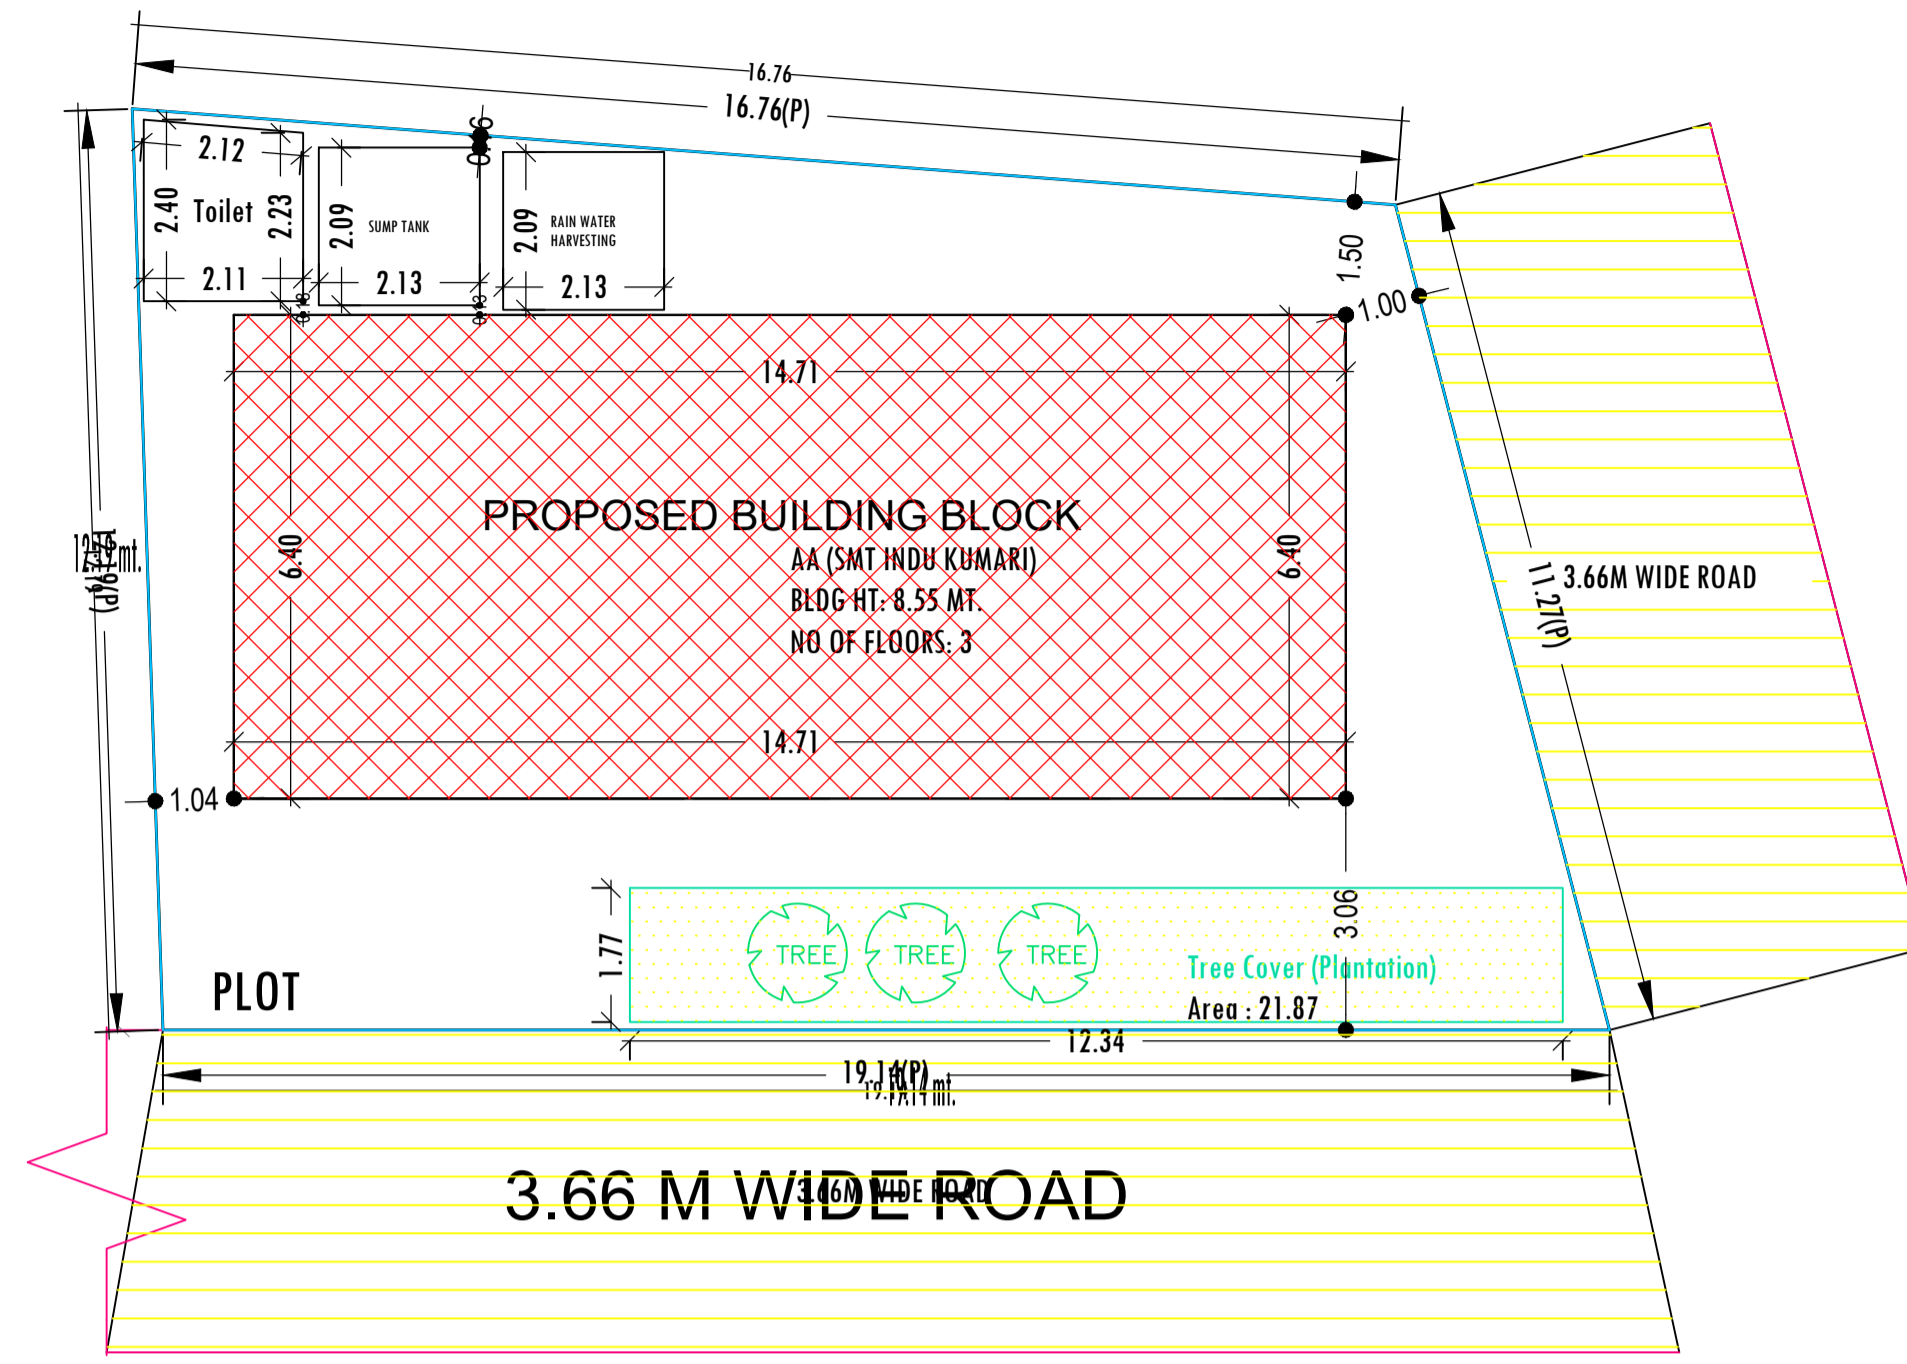 16.76
16.76(P)
2.12
2.40
Toilet
2.23
2.11
2.09
SUMP TANK
2.13
2.09
RAIN WATER
HARVESTING
2.13
1.50
1.00
14.71
6.40
PROPOSED BUILDING BLOCK
AA (SMT INDU KUMARI)
BLDG HT: 8.55 MT.
NO OF FLOORS: 3
6.40
14.71
1.04
11.27(P)
3.66M WIDE ROAD
1.77
TREE
TREE
TREE
3.06
Tree Cover (Plantation)
Area : 21.87
PLOT
12.34
19.14(P)
3.66 M WIDE ROAD
3.66M WIDE ROAD